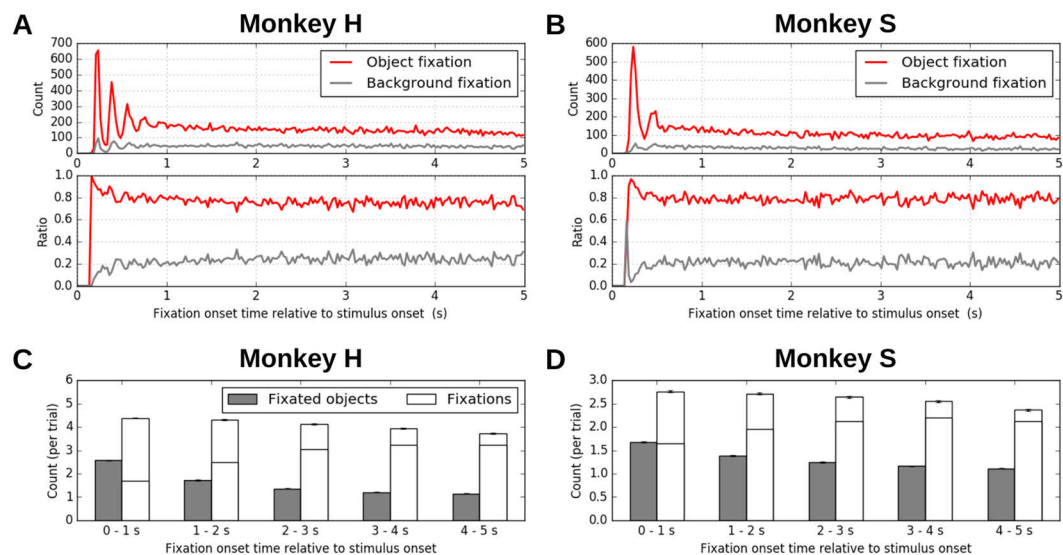 A
Monkey H
700
600
500
400
300
200
100
0
Count
Object fixation
Background fixation
1.0
0.8
0.6
0.4
0.2
0.0
Ratio
0 1 2 3 4 5
Fixation onset time relative to stimulus onset (s)
B
Monkey S
600
500
400
300
200
100
0
Count
Object fixation
Background fixation
1.0
0.8
0.6
0.4
0.2
0.0
Ratio
0 1 2 3 4 5
Fixation onset time relative to stimulus onset (s)
C
Monkey H
6
5
4
3
2
1
0
Count (per trial)
Fixated objects Fixations
0 - 1 s 1 - 2 s 2 - 3 s 3 - 4 s 4 - 5 s
Fixation onset time relative to stimulus onset
D
Monkey S
3.0
2.5
2.0
1.5
1.0
0.5
0.0
Count (per trial)
0 - 1 s 1 - 2 s 2 - 3 s 3 - 4 s 4 - 5 s
Fixation onset time relative to stimulus onset